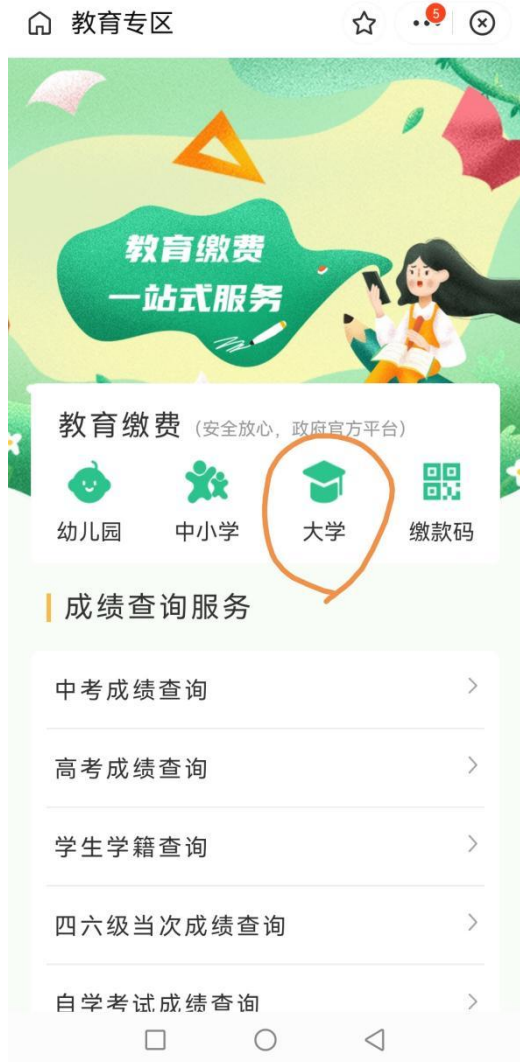 教育专区
5
教育缴费
一站式服务
教育缴费（安全放心，政府官方平台）
幼儿园 中小学 大学 缴款码
成绩查询服务
中考成绩查询
高考成绩查询
学生学籍查询
四六级当次成绩查询
自学考试成绩查询